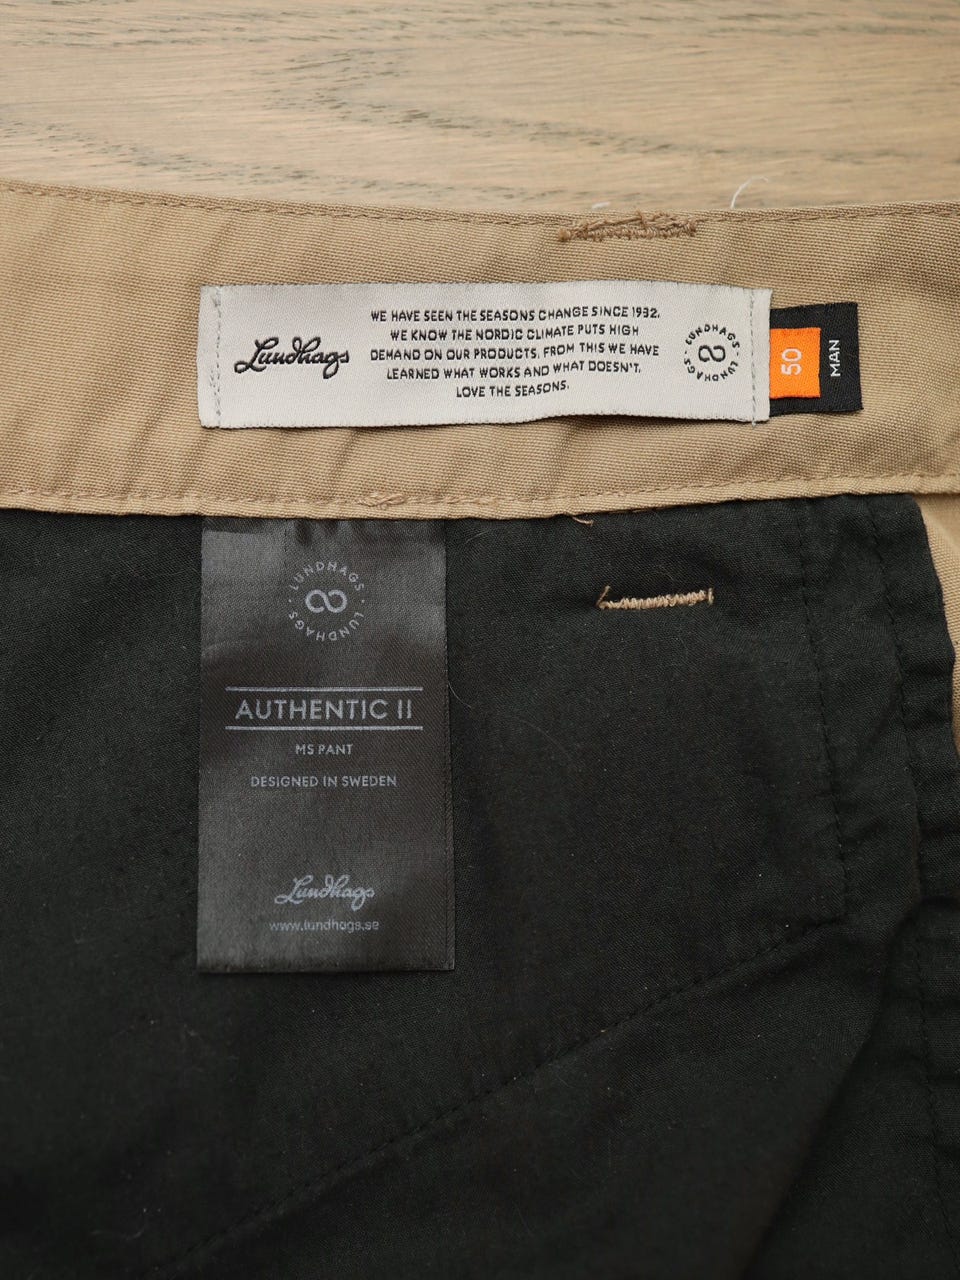 Lundhags
WE HAVE SEEN THE SEASONS CHANGE SINCE 1932.
WE KNOW THE NORDIC CLIMATE PUTS HIGH
DEMAND ON OUR PRODUCTS. FROM THIS WE HAVE
LEARNED WHAT WORKS AND WHAT DOESN'T.
LOVE THE SEASONS.
LUNDHAGS · LUNDHAGS ·
50
MAN
LUNDHAGS · LUNDHAGS ·
AUTHENTIC II
MS PANT
DESIGNED IN SWEDEN
Lundhags
www.lundhags.se